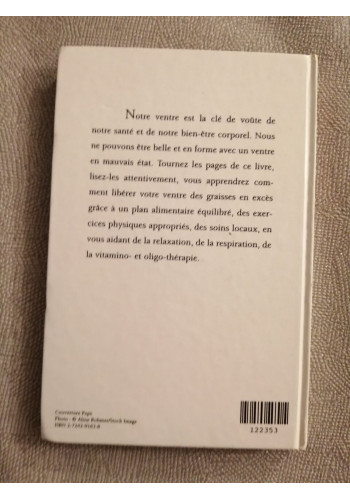 Notre ventre est la clé de voûte de
notre santé et de notre bien-être corporel. Nous
ne pouvons être belle et en forme avec un ventre
en mauvais état. Tournez les pages de ce livre,
lisez-les attentivement, vous apprendrez com-
ment libérer votre ventre des graisses en excès
grâce à un plan alimentaire équilibré, des exer-
cices physiques appropriés, des soins locaux, en
vous aidant de la relaxation, de la respiration, de
la vitamino- et oligo-thérapie.
Couverture
Photo : ©
ISBN
122353